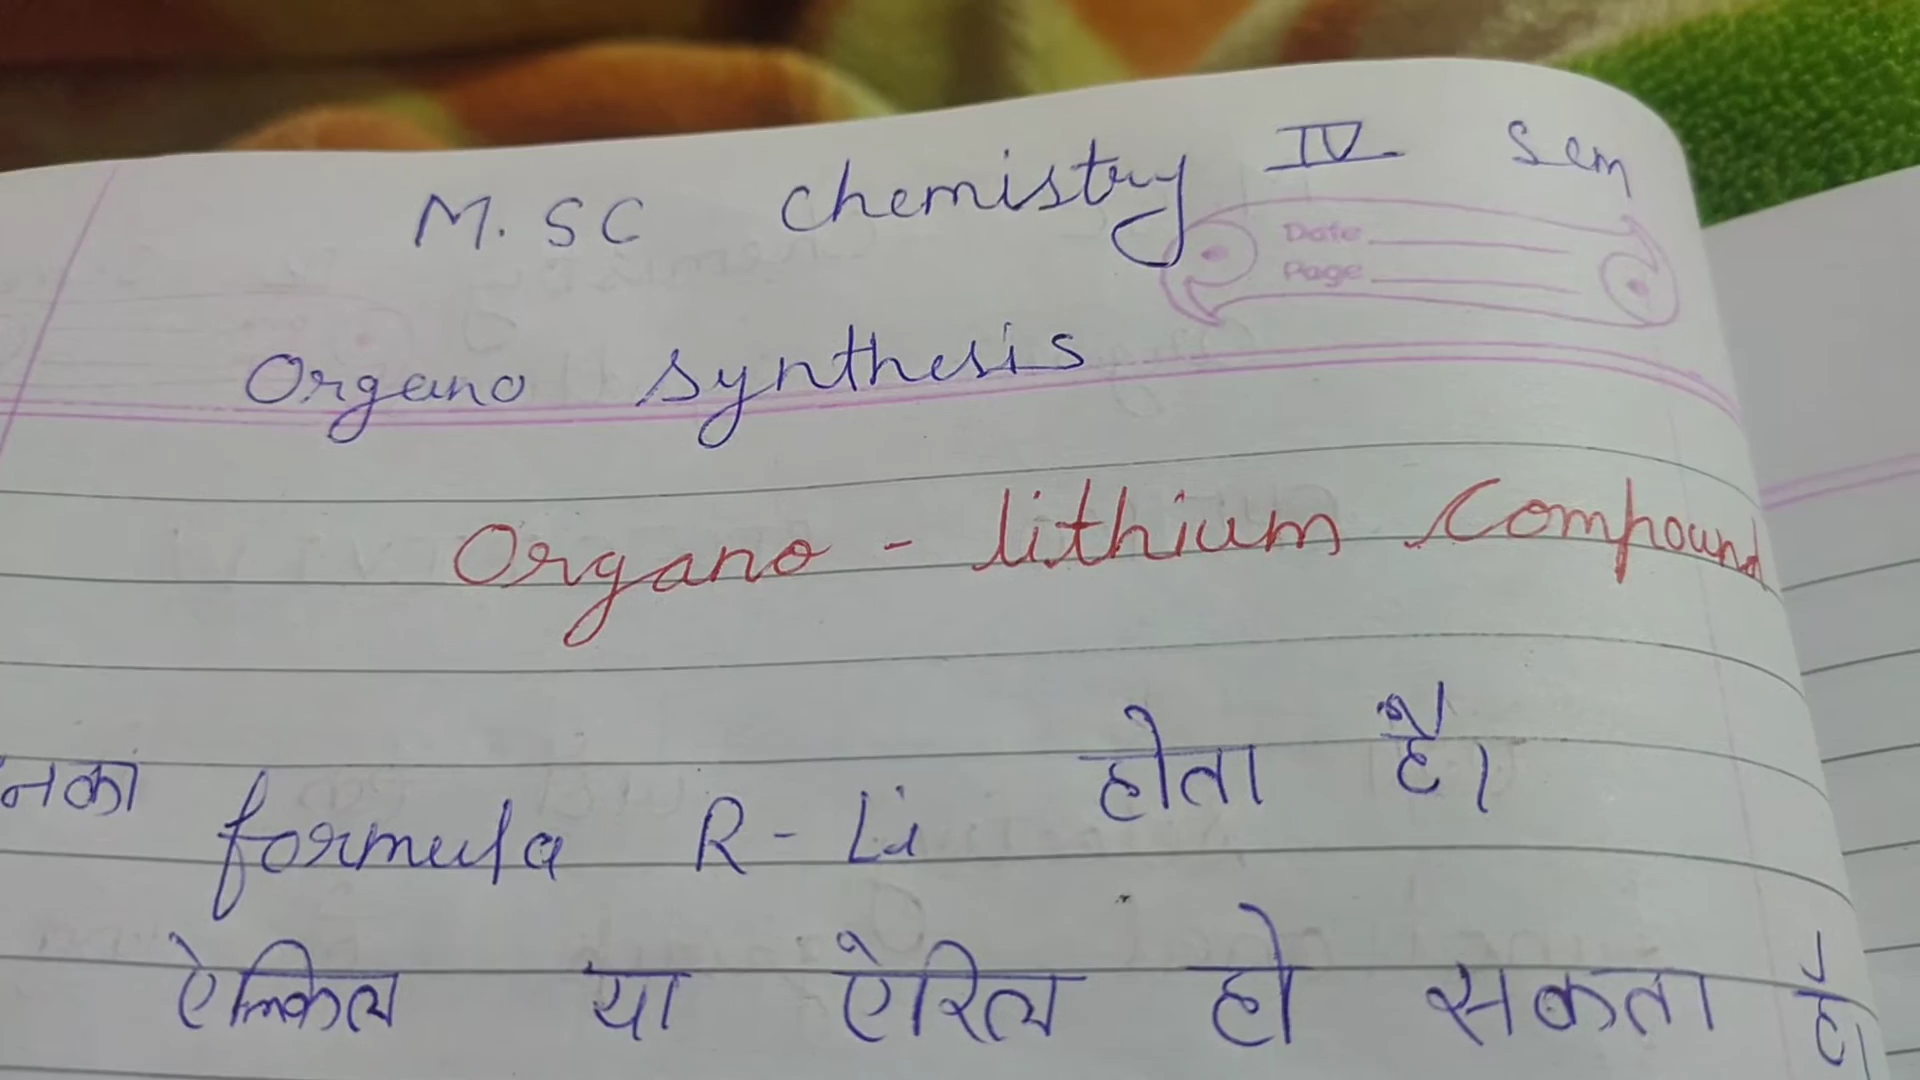 M.SC Chemistry IV Sem
Date
Page
Organo synthesis
Organo - lithium Compound
नका formula R - Li होता है।
ऐल्किल या ऐरिल हो सकता है।